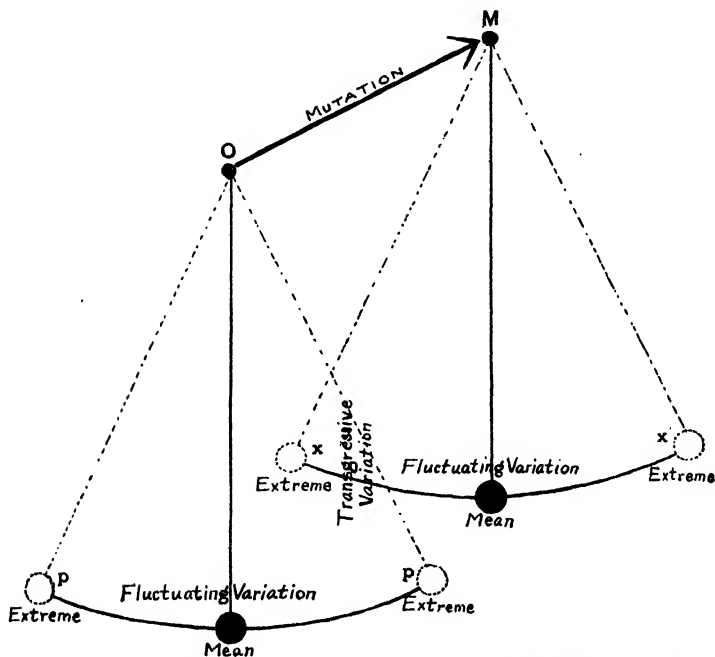 M
MUTATION
O
x
x
Transgressive
Variation
Fluctuating Variation
Extreme
Extreme
Mean
p
p
Fluctuating Variation
Extreme
Extreme
Mean